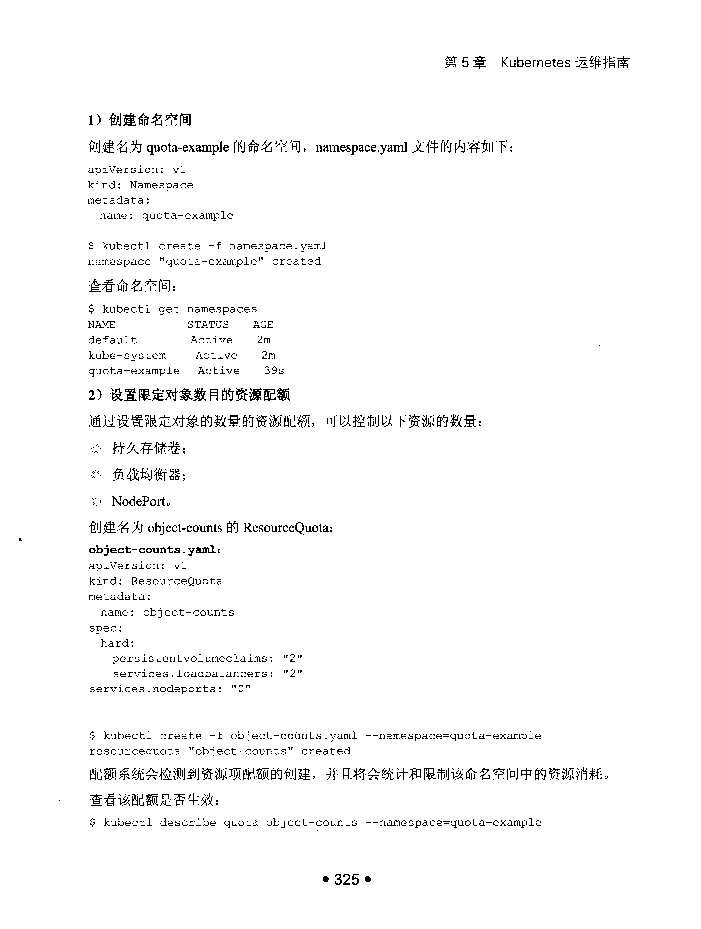 第 5 章 Kubernetes 运维指南
1）创建命名空间
创建名为 quota-example 的命名空间，namespace.yaml 文件的内容如下：
apiVersion: v1
kind: Namespace
metadata:
  name: quota-example
$ kubectl create -f namespace.yaml
namespace "quota-example" created
查看命名空间：
$ kubectl get namespaces
NAME STATUS AGE
default Active 2m
kube-system Active 2m
quota-example Active 39s
2）设置限定对象数目的资源配额
通过设置限定对象的数量的资源配额，可以控制以下资源的数量：
持久存储卷；
负载均衡器；
NodePort。
创建名为 object-counts 的 ResourceQuota：
object-counts.yaml：
apiVersion: v1
kind: ResourceQuota
metadata:
  name: object-counts
spec:
  hard:
    persistentvolumeclaims: "2"
    services.loadbalancers: "2"
services.nodeports: "0"
$ kubectl create -f object-counts.yaml --namespace=quota-example
resourcequota "object-counts" created
配额系统会检测到资源项配额的创建，并且将会统计和限制该命名空间中的资源消耗。
查看该配额是否生效：
$ kubectl describe quota object-counts --namespace=quota-example
• 325 •